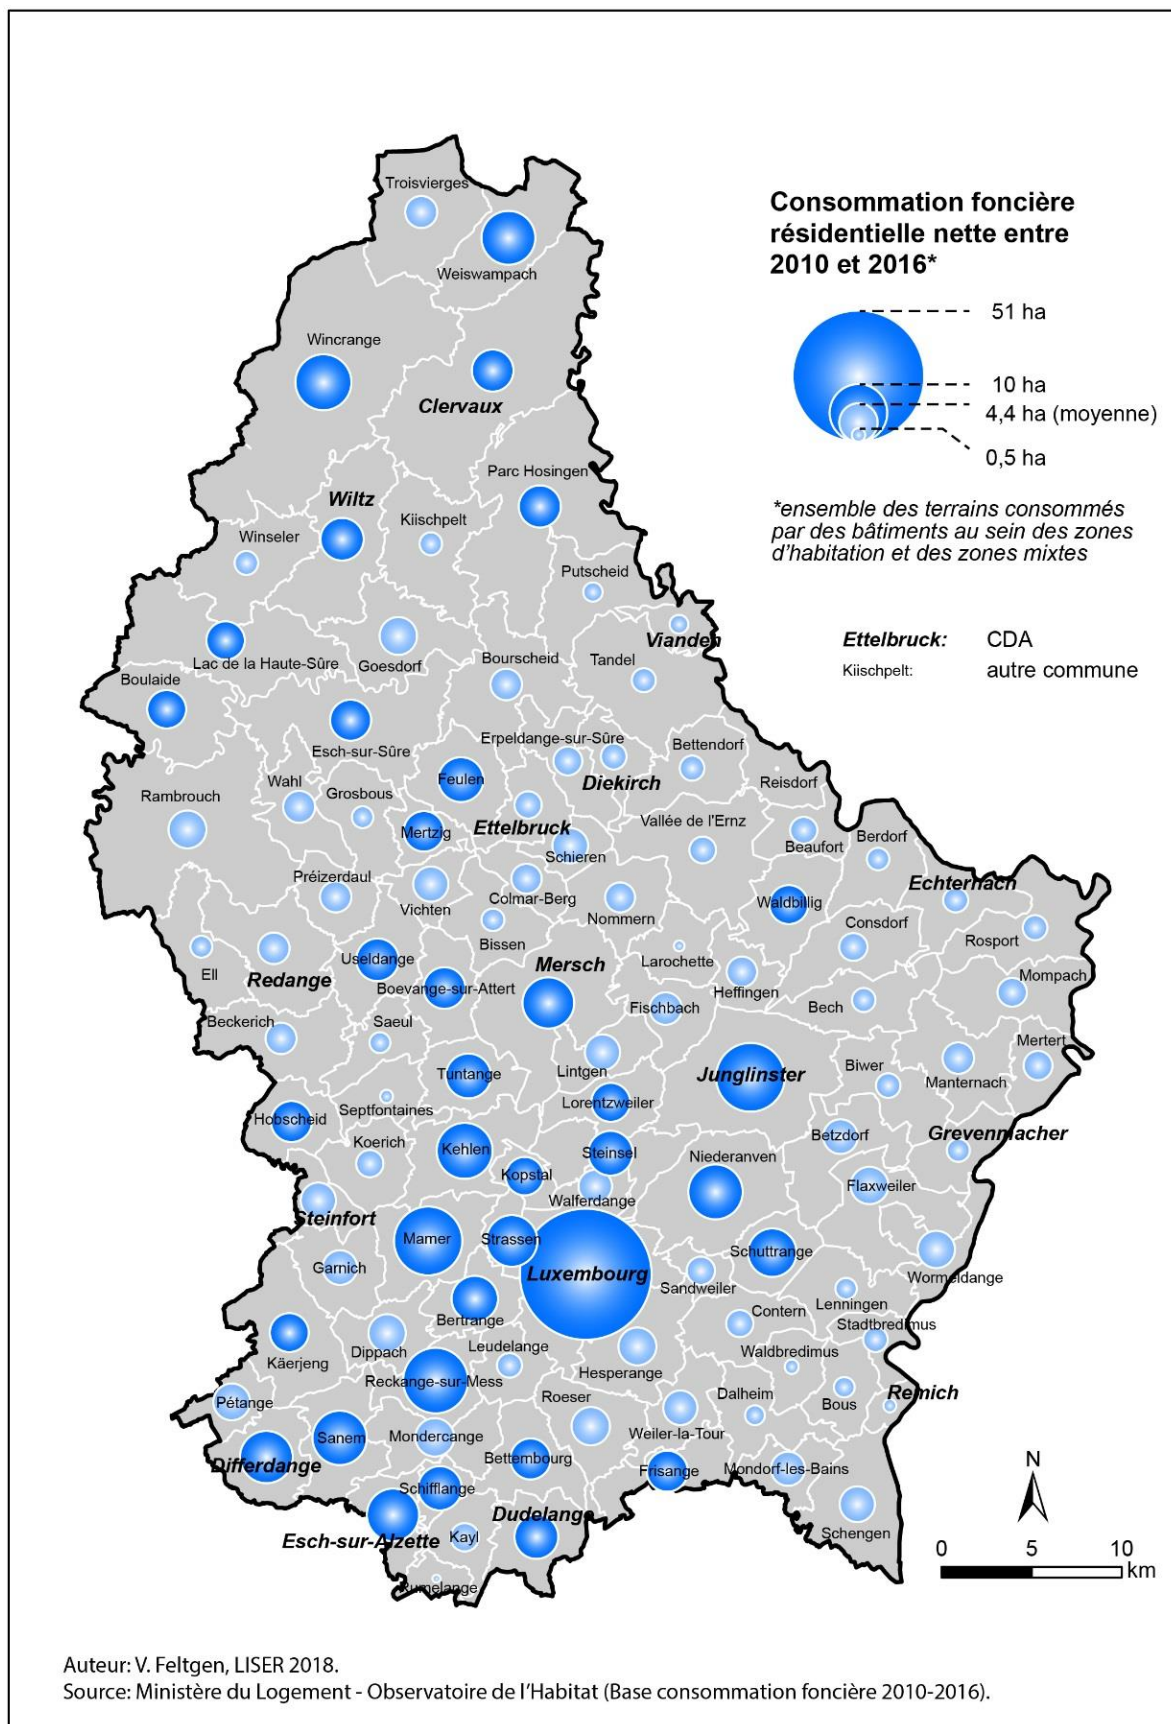 Consommation foncière
résidentielle nette entre
2010 et 2016*
51 ha
10 ha
4,4 ha (moyenne)
0,5 ha
*ensemble des terrains consommés
par des bâtiments au sein des zones
d'habitation et des zones mixtes
Ettelbruck: CDA
Kiischpelt: autre commune
Troisvierges
Weiswampach
Wincrange
Clervaux
Parc Hosingen
Wiltz
Kiischpelt
Winseler
Putscheid
Vianden
Lac de la Haute-Sûre
Goesdorf
Bourscheid
Tandel
Boulaide
Esch-sur-Sûre
Erpeldange-sur-Sûre
Bettendorf
Diekirch
Reisdorf
Feulen
Wahl
Grosbous
Rambrouch
Mertzig
Ettelbruck
Vallée de l'Ernz
Schieren
Beaufort
Berdorf
Préizerdaul
Vichten
Colmar-Berg
Nommern
Waldbillig
Echternach
Bissen
Consdorf
Rosport
Ell
Redange
Useldange
Mersch
Larochette
Heffingen
Mompach
Boevange-sur-Attert
Fischbach
Bech
Beckerich
Saeul
Lintgen
Junglinster
Biwer
Manternach
Mertert
Tuntange
Septfontaines
Lorentzweiler
Hobscheid
Koerich
Kehlen
Steinsel
Niederanven
Betzdorf
Grevenmacher
Kopstal
Walferdange
Flaxweiler
Steinfort
Mamer
Strassen
Luxembourg
Schuttrange
Garnich
Sandweiler
Lenningen
Wormeldange
Bertrange
Contern
Stadtbredimus
Käerjeng
Dippach
Leudelange
Hesperange
Waldbredimus
Reckange-sur-Mess
Roeser
Dalheim
Bous
Remich
Pétange
Sanem
Mondercange
Weiler-la-Tour
Differdange
Bettembourg
Frisange
Mondorf-les-Bains
Schifflange
Dudelange
Schengen
Esch-sur-Alzette
Kayl
Rumelange
N
0 5 10
km
Auteur: V. Feltgen, LISER 2018.
Source: Ministère du Logement - Observatoire de l'Habitat (Base consommation foncière 2010-2016).